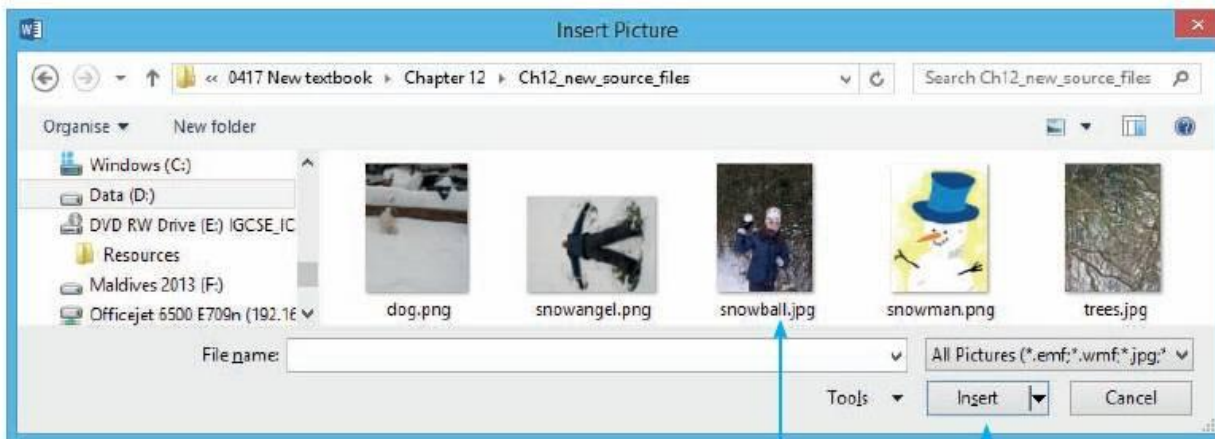 Insert Picture
« 0417 New textbook ▸ Chapter 12 ▸ Ch12_new_source_files
Search Ch12_new_source_files
Organise ▾ New folder
Windows (C:)
Data (D:)
DVD RW Drive (E:) IGCSE_IC
Resources
Maldives 2013 (F:)
Officejet 6500 E709n (192.16
dog.png snowangel.png snowball.jpg snowman.png trees.jpg
File name: All Pictures (*.emf;*.wmf;*.jpg;*
Tools ▾ Insert Cancel